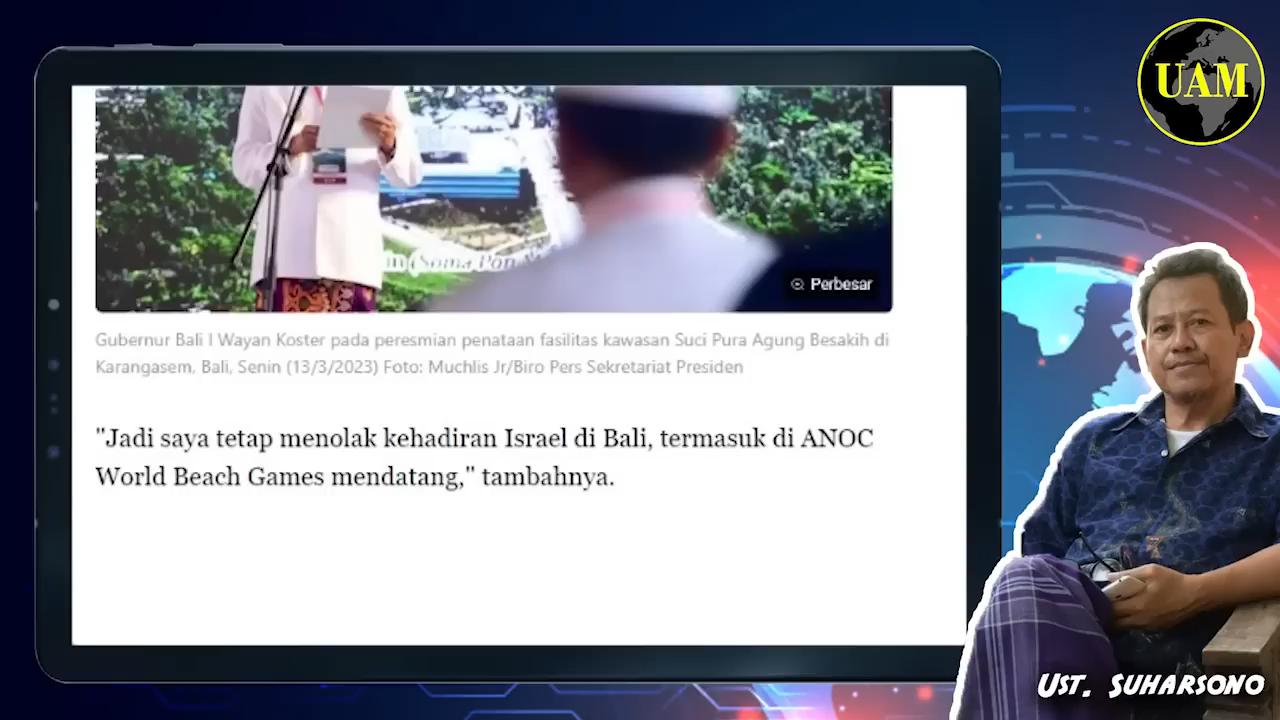 UAM
Perbesar
Gubernur Bali I Wayan Koster pada peresmian penataan fasilitas kawasan Suci Pura Agung Besakih di
Karangasem, Bali, Senin (13/3/2023) Foto: Muchlis Jr/Biro Pers Sekretariat Presiden
"Jadi saya tetap menolak kehadiran Israel di Bali, termasuk di ANOC
World Beach Games mendatang," tambahnya.
UST. SUHARSONO